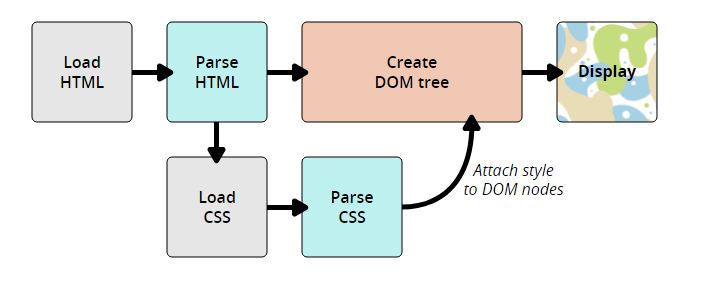 Load
HTML
Parse
HTML
Create
DOM tree
Display
Load
CSS
Parse
CSS
Attach style
to DOM nodes